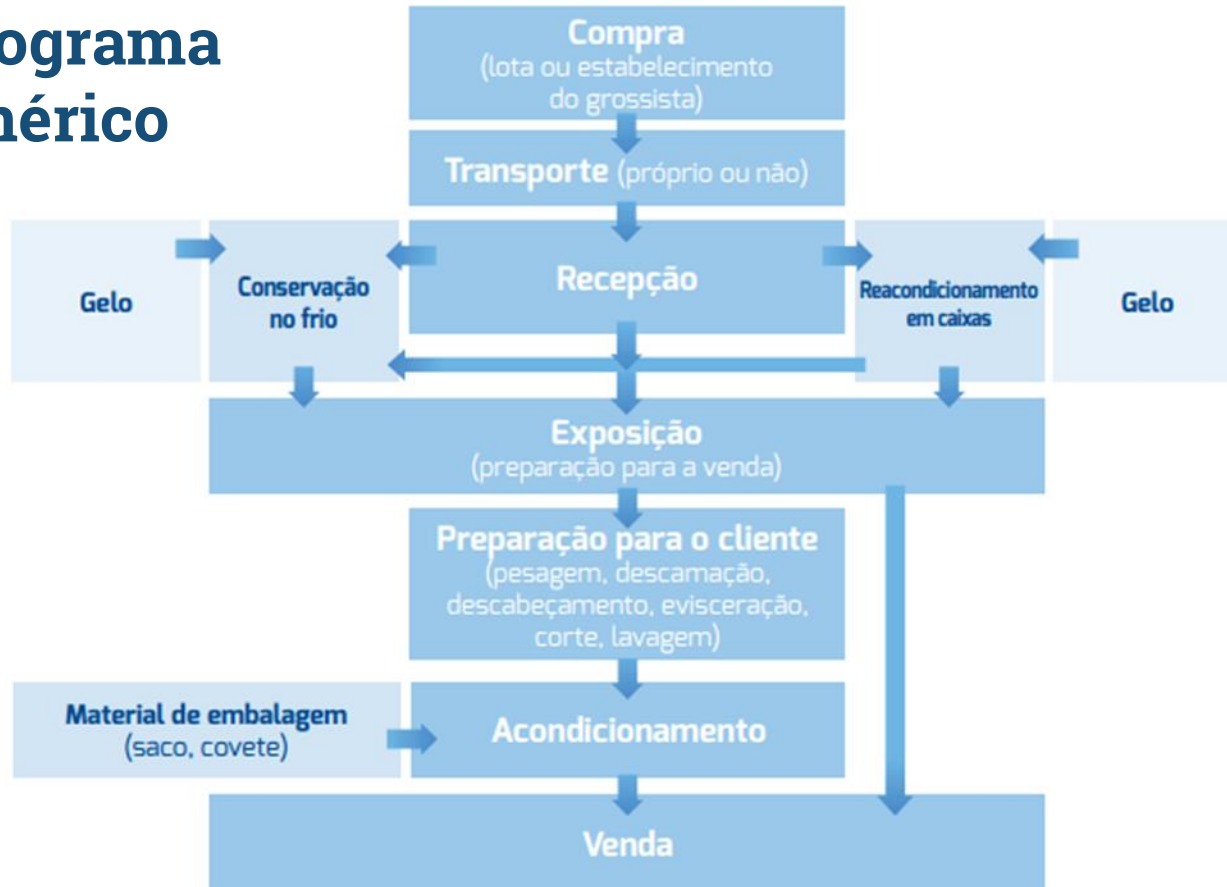 ograma
nérico
Compra
(lota ou estabelecimento
do grossista)
Transporte (próprio ou não)
Gelo
Conservação
no frio
Recepção
Reacondicionamento
em caixas
Gelo
Exposição
(preparação para a venda)
Preparação para o cliente
(pesagem, descamação,
descabeçamento, evisceração,
corte, lavagem)
Material de embalagem
(saco, covete)
Acondicionamento
Venda